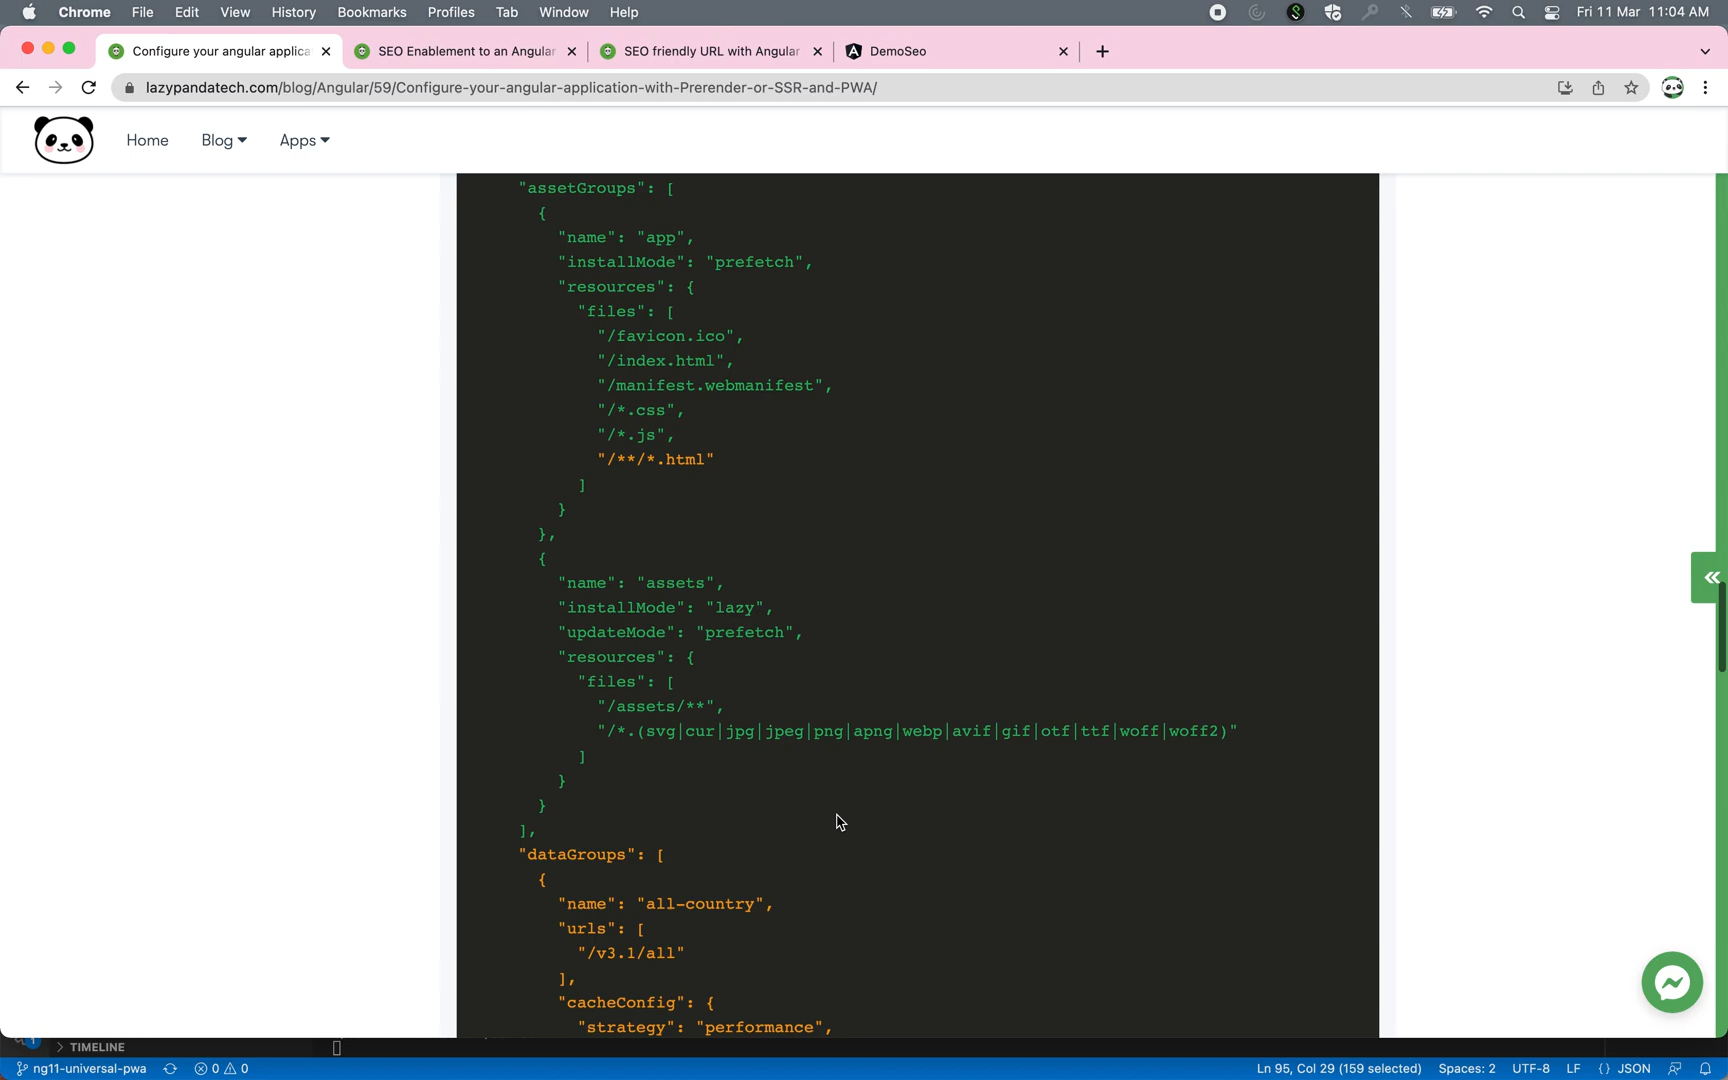 Chrome File Edit View History Bookmarks Profiles Tab Window Help Fri 11 Mar 11:04 AM
Configure your angular applica SEO Enablement to an Angular SEO friendly URL with Angular DemoSeo
lazypandatech.com/blog/Angular/59/Configure-your-angular-application-with-Prerender-or-SSR-and-PWA/
Home Blog Apps
"assetGroups": [
{
"name": "app",
"installMode": "prefetch",
"resources": {
"files": [
"/favicon.ico",
"/index.html",
"/manifest.webmanifest",
"/*.css",
"/*.js",
"/**/*.html"
]
}
},
{
"name": "assets",
"installMode": "lazy",
"updateMode": "prefetch",
"resources": {
"files": [
"/assets/**",
"/*.(svg|cur|jpg|jpeg|png|apng|webp|avif|gif|otf|ttf|woff|woff2)"
]
}
}
],
"dataGroups": [
{
"name": "all-country",
"urls": [
"/v3.1/all"
],
"cacheConfig": {
"strategy": "performance",
1 > TIMELINE
ng11-universal-pwa 0 0 Ln 95, Col 29 (159 selected) Spaces: 2 UTF-8 LF {} JSON